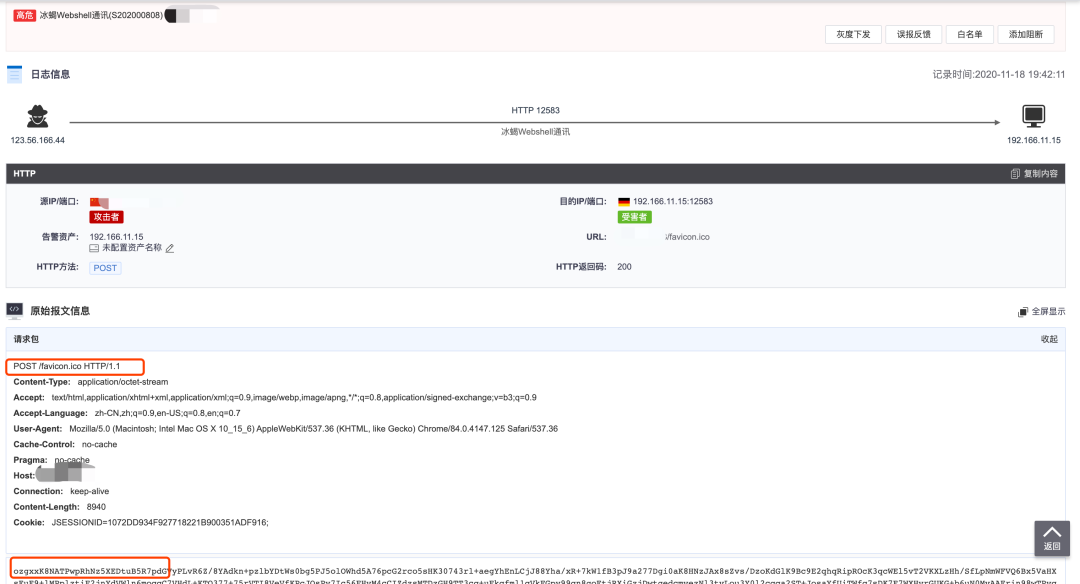 高危 冰蝎Webshell通讯(S202000808)
灰度下发 误报反馈 白名单 添加阻断
日志信息 记录时间:2020-11-18 19:42:11
HTTP 12583
冰蝎Webshell通讯
123.56.166.44 192.166.11.15
HTTP 复制内容
源IP/端口: 目的IP/端口: 192.166.11.15:12583
攻击者 受害者
告警资产: 192.166.11.15 URL: /favicon.ico
未配置资产名称
HTTP方法: POST HTTP返回码: 200
原始报文信息 全屏显示
请求包 收起
POST /favicon.ico HTTP/1.1
Content-Type: application/octet-stream
Accept: text/html,application/xhtml+xml,application/xml;q=0.9,image/webp,image/apng,*/*;q=0.8,application/signed-exchange;v=b3;q=0.9
Accept-Language: zh-CN,zh;q=0.9,en-US;q=0.8,en;q=0.7
User-Agent: Mozilla/5.0 (Macintosh; Intel Mac OS X 10_15_6) AppleWebKit/537.36 (KHTML, like Gecko) Chrome/84.0.4147.125 Safari/537.36
Cache-Control: no-cache
Pragma: no-cache
Host:
Connection: keep-alive
Content-Length: 8940
Cookie: JSESSIONID=1072DD934F927718221B900351ADF916;
返回